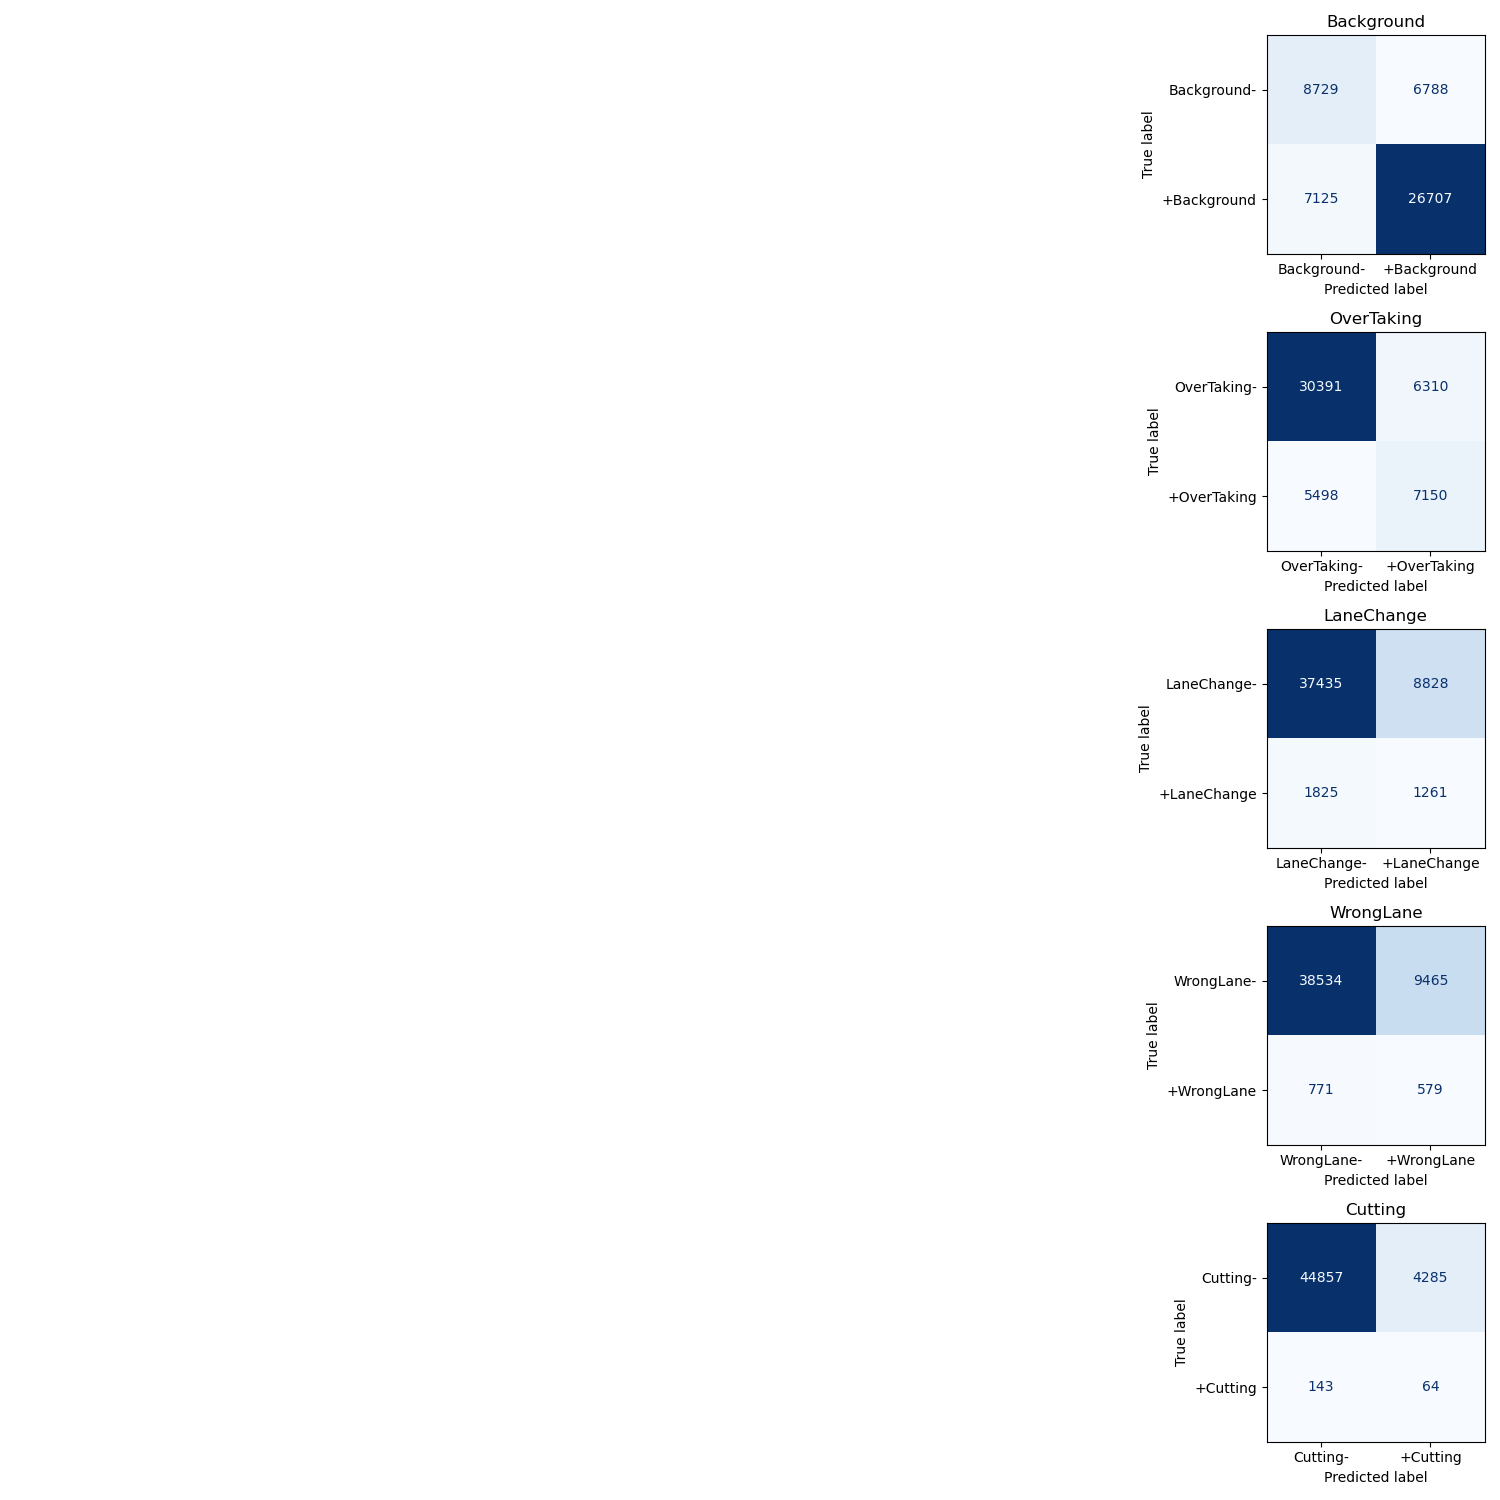 Background
Background- 8729 6788
True label
+Background 7125 26707
Background- +Background
Predicted label
OverTaking
OverTaking- 30391 6310
True label
+OverTaking 5498 7150
OverTaking- +OverTaking
Predicted label
LaneChange
LaneChange- 37435 8828
True label
+LaneChange 1825 1261
LaneChange- +LaneChange
Predicted label
WrongLane
WrongLane- 38534 9465
True label
+WrongLane 771 579
WrongLane- +WrongLane
Predicted label
Cutting
Cutting- 44857 4285
True label
+Cutting 143 64
Cutting- +Cutting
Predicted label